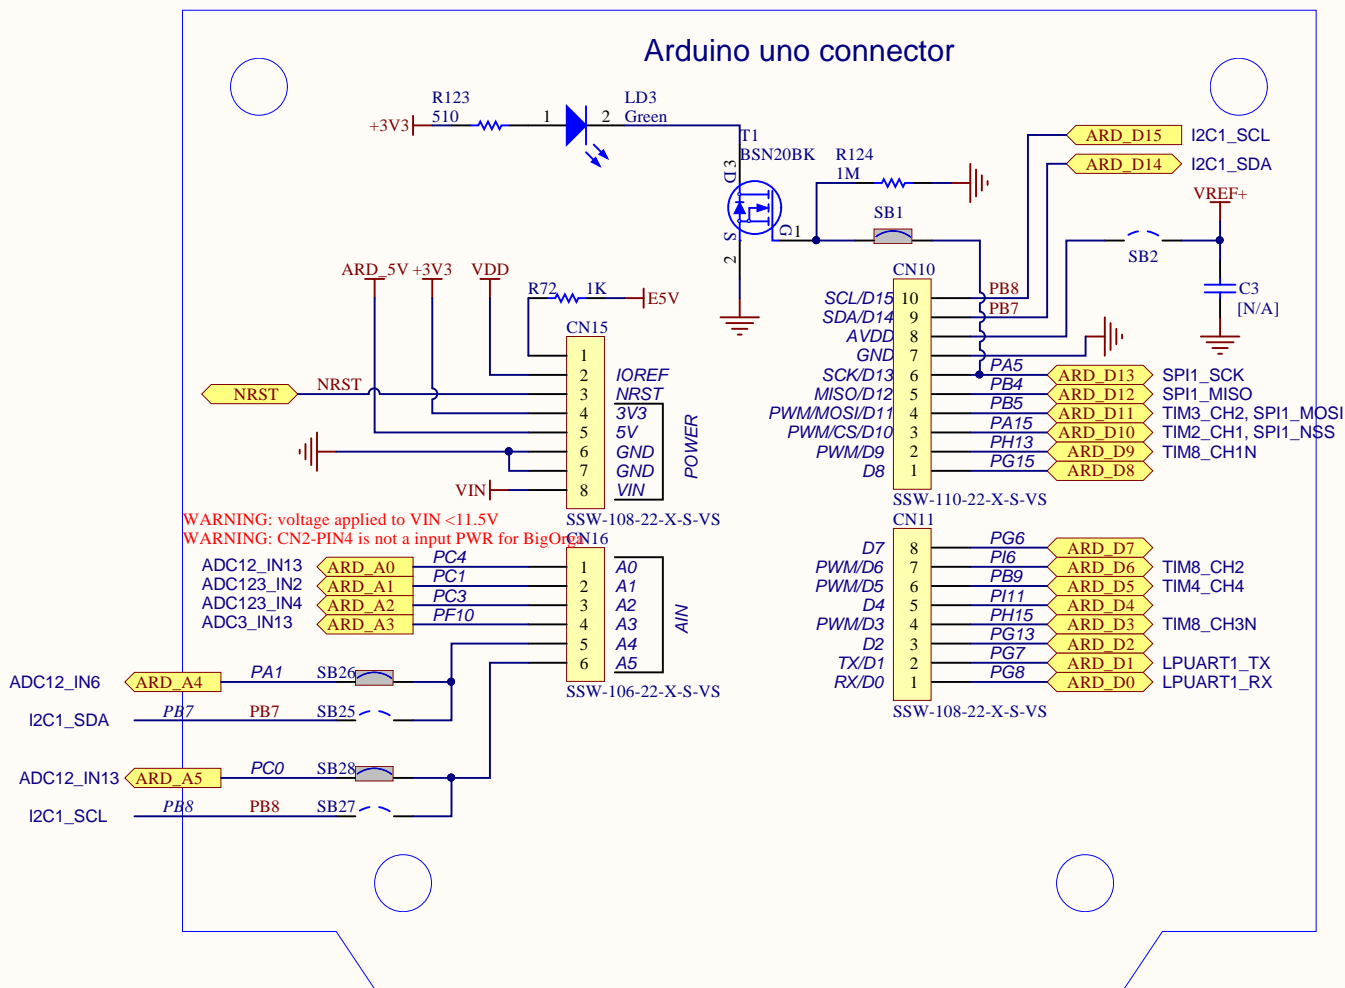 Arduino uno connector
R123
510
+3V3
1
2
LD3
Green
T1
BSN20BK
3
D
S
2
G
1
R124
1M
SB1
ARD_D15
I2C1_SCL
ARD_D14
I2C1_SDA
VREF+
SB2
C3
[N/A]
ARD_5V
+3V3
VDD
R72
1K
E5V
CN15
1
2
IOREF
3
NRST
4
3V3
5
5V
6
GND
7
GND
8
VIN
POWER
NRST
NRST
VIN
SSW-108-22-X-S-VS
WARNING: voltage applied to VIN <11.5V
WARNING: CN2-PIN4 is not a input PWR for BigOrga
CN16
ADC12_IN13 ARD_A0 PC4 1 A0
ADC123_IN2 ARD_A1 PC1 2 A1
ADC123_IN4 ARD_A2 PC3 3 A2
ADC3_IN13 ARD_A3 PF10 4 A3
5 A4
6 A5
AIN
SSW-106-22-X-S-VS
ADC12_IN6 ARD_A4 PA1 SB26
I2C1_SDA PB7 PB7 SB25
ADC12_IN13 ARD_A5 PC0 SB28
I2C1_SCL PB8 PB8 SB27
CN10
SCL/D15 10 PB8
SDA/D14 9 PB7
AVDD 8
GND 7
SCK/D13 6 PA5 ARD_D13 SPI1_SCK
MISO/D12 5 PB4 ARD_D12 SPI1_MISO
PWM/MOSI/D11 4 PB5 ARD_D11 TIM3_CH2, SPI1_MOSI
PWM/CS/D10 3 PA15 ARD_D10 TIM2_CH1, SPI1_NSS
PWM/D9 2 PH13 ARD_D9 TIM8_CH1N
D8 1 PG15 ARD_D8
SSW-110-22-X-S-VS
CN11
D7 8 PG6 ARD_D7
PWM/D6 7 PI6 ARD_D6 TIM8_CH2
PWM/D5 6 PB9 ARD_D5 TIM4_CH4
D4 5 PI11 ARD_D4
PWM/D3 4 PH15 ARD_D3 TIM8_CH3N
D2 3 PG13 ARD_D2
TX/D1 2 PG7 ARD_D1 LPUART1_TX
RX/D0 1 PG8 ARD_D0 LPUART1_RX
SSW-108-22-X-S-VS